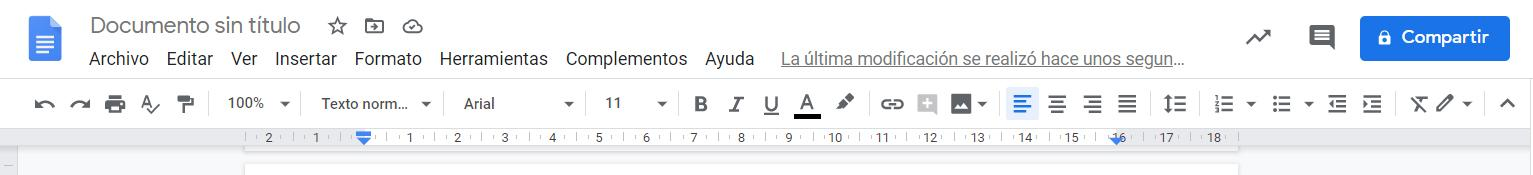 Documento sin título
Archivo Editar Ver Insertar Formato Herramientas Complementos Ayuda La última modificación se realizó hace unos segun... Compartir
100% Texto norm... Arial 11 B I U A
2 1 1 2 3 4 5 6 7 8 9 10 11 12 13 14 15 16 17 18